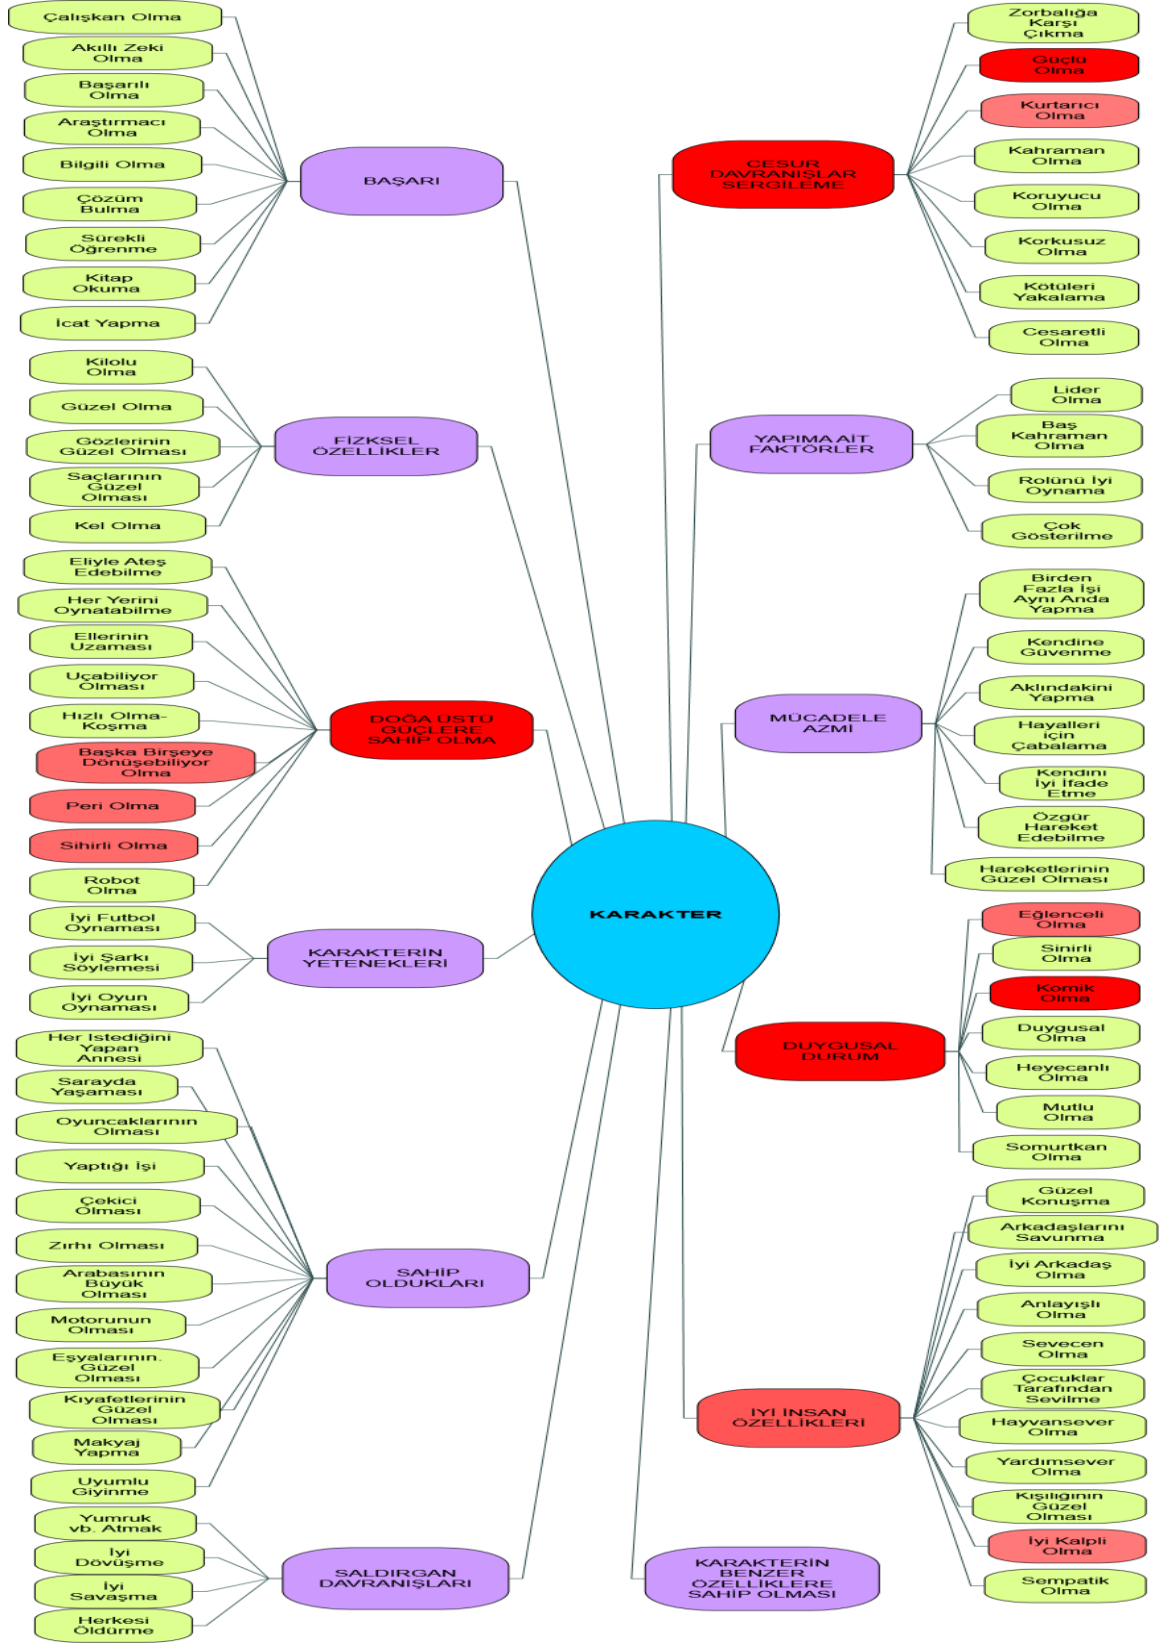 Çalışkan Olma
Akıllı Zeki
Olma
Başarılı
Olma
Araştırmacı
Olma
Bilgili Olma
Çözüm
Bulma
Sürekli
Öğrenme
Kitap
Okuma
İcat Yapma
BAŞARI
Kilolu
Olma
Güzel Olma
Gözlerinin
Güzel Olması
Saçlarının
Güzel
Olması
Kel Olma
FİZKSEL
ÖZELLİKLER
Eliyle Ateş
Edebilme
Her Yerini
Oynatabilme
Ellerinin
Uzaması
Uçabiliyor
Olması
Hızlı Olma-
Koşma
Başka Birşeye
Dönüşebiliyor
Olma
Peri Olma
Sihirli Olma
Robot
Olma
DOĞA ÜSTÜ
GÜÇLERE
SAHİP OLMA
İyi Futbol
Oynaması
İyi Şarkı
Söylemesi
İyi Oyun
Oynaması
KARAKTERİN
YETENEKLERİ
Her İstediğini
Yapan
Annesi
Sarayda
Yaşaması
Oyuncaklarının
Olması
Yaptığı İşi
Çekici
Olması
Zırhı Olması
Arabasının
Büyük
Olması
Motorunun
Olması
Eşyalarının.
Güzel
Olması
Kıyafetlerinin
Güzel
Olması
Makyaj
Yapma
Uyumlu
Giyinme
SAHİP
OLDUKLARI
Yumruk
vb. Atmak
İyi
Dövüşme
İyi
Savaşma
Herkesi
Öldürme
SALDIRGAN
DAVRANIŞLARI
KARAKTER
CESUR
DAVRANIŞLAR
SERGİLEME
Zorbalığa
Karşı
Çıkma
Güçlü
Olma
Kurtarıcı
Olma
Kahraman
Olma
Koruyucu
Olma
Korkusuz
Olma
Kötüleri
Yakalama
Cesaretli
Olma
YAPIMA AİT
FAKTÖRLER
Lider
Olma
Baş
Kahraman
Olma
Rolünü İyi
Oynama
Çok
Gösterilme
MÜCADELE
AZMİ
Birden
Fazla İşi
Aynı Anda
Yapma
Kendine
Güvenme
Aklındakini
Yapma
Hayalleri
için
Çabalama
Kendini
İyi İfade
Etme
Özgür
Hareket
Edebilme
Hareketlerinin
Güzel Olması
DUYGUSAL
DURUM
Eğlenceli
Olma
Sinirli
Olma
Komik
Olma
Duygusal
Olma
Heyecanlı
Olma
Mutlu
Olma
Somurtkan
Olma
İYİ İNSAN
ÖZELLİKLERİ
Güzel
Konuşma
Arkadaşlarını
Savunma
İyi Arkadaş
Olma
Anlayışlı
Olma
Sevecen
Olma
Çocuklar
Tarafından
Sevilme
Hayvansever
Olma
Yardımsever
Olma
Kişiliğinin
Güzel
Olması
İyi Kalpli
Olma
Sempatik
Olma
KARAKTERİN
BENZER
ÖZELLİKLERE
SAHİP OLMASI